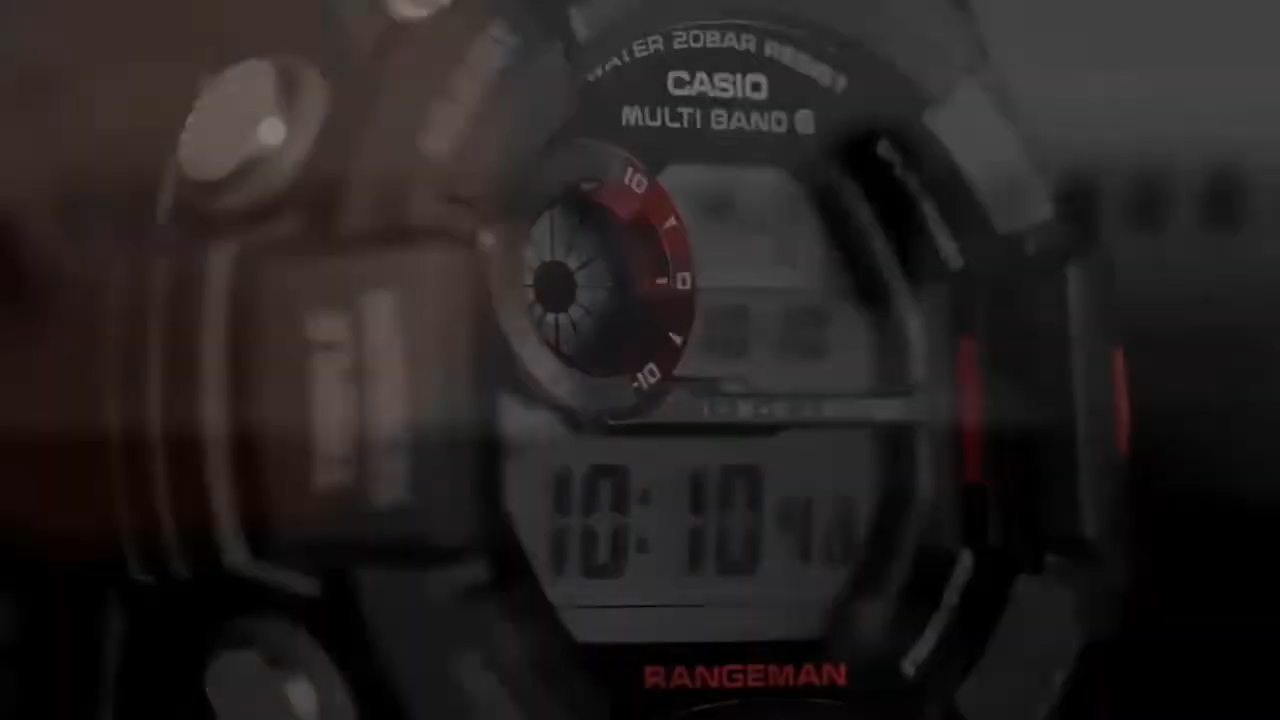 WATER 20BAR RESIST
CASIO
MULTI BAND 6
10
0
-10
10:10
RANGEMAN